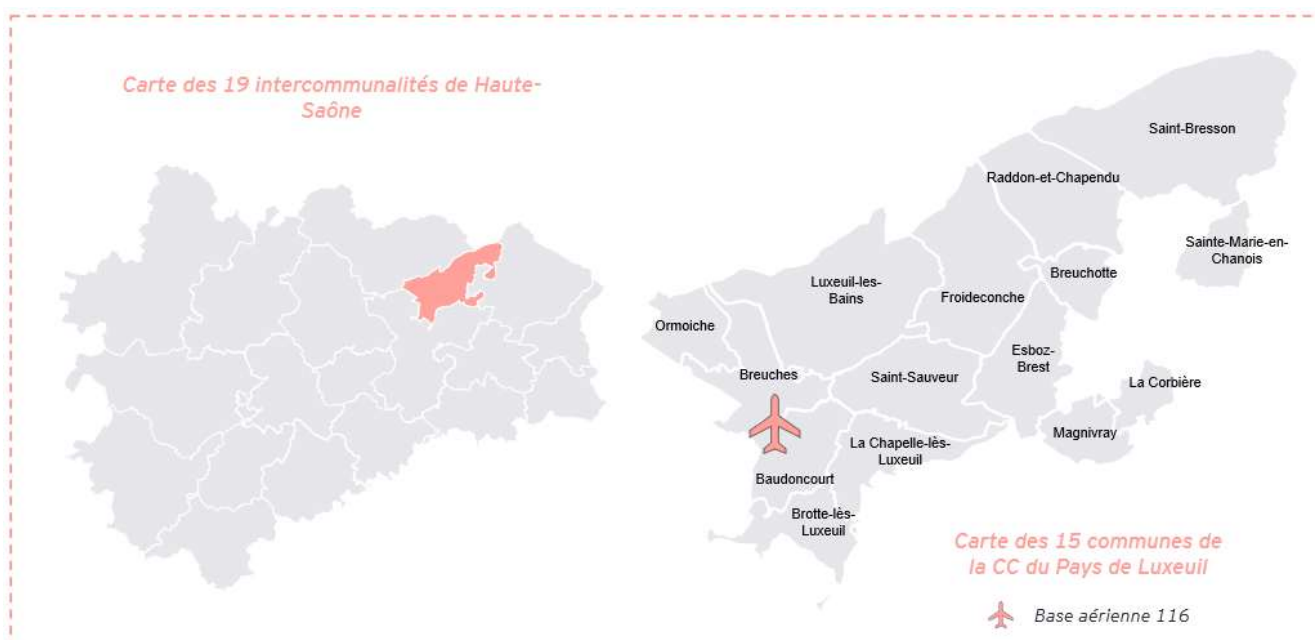 Carte des 19 intercommunalités de Haute-
Saône
Saint-Bresson
Raddon-et-Chapendu
Sainte-Marie-en-
Chanois
Breuchotte
Luxeuil-les-
Bains
Froideconche
Ormoiche
Esboz-
Brest
Breuches
Saint-Sauveur
La Corbière
Magnivray
La Chapelle-lès-
Luxeuil
Baudoncourt
Brotte-lès-
Luxeuil
Carte des 15 communes de
la CC du Pays de Luxeuil
Base aérienne 116